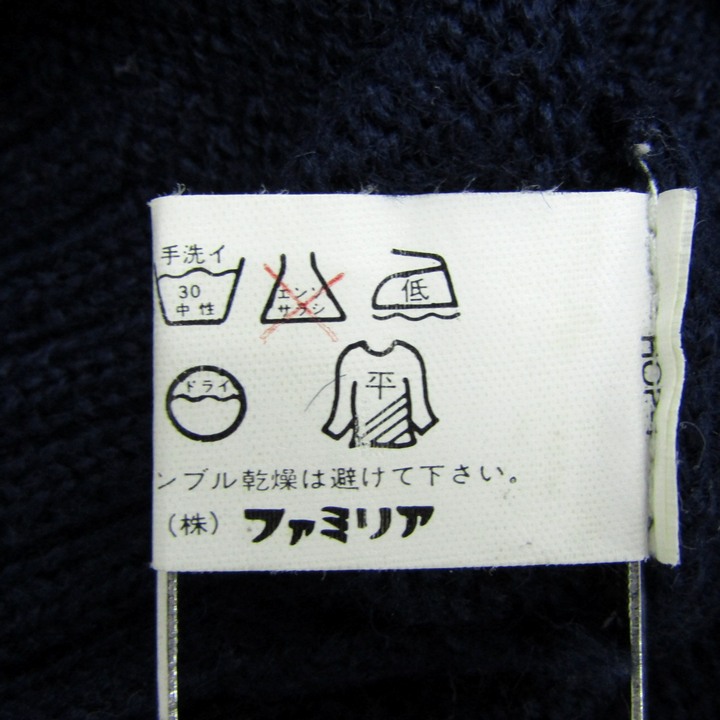 手洗イ
30
中性
エンソ
サラシ
低
ドライ
平
ンブル乾燥は避けて下さい。
(株) ファミリア